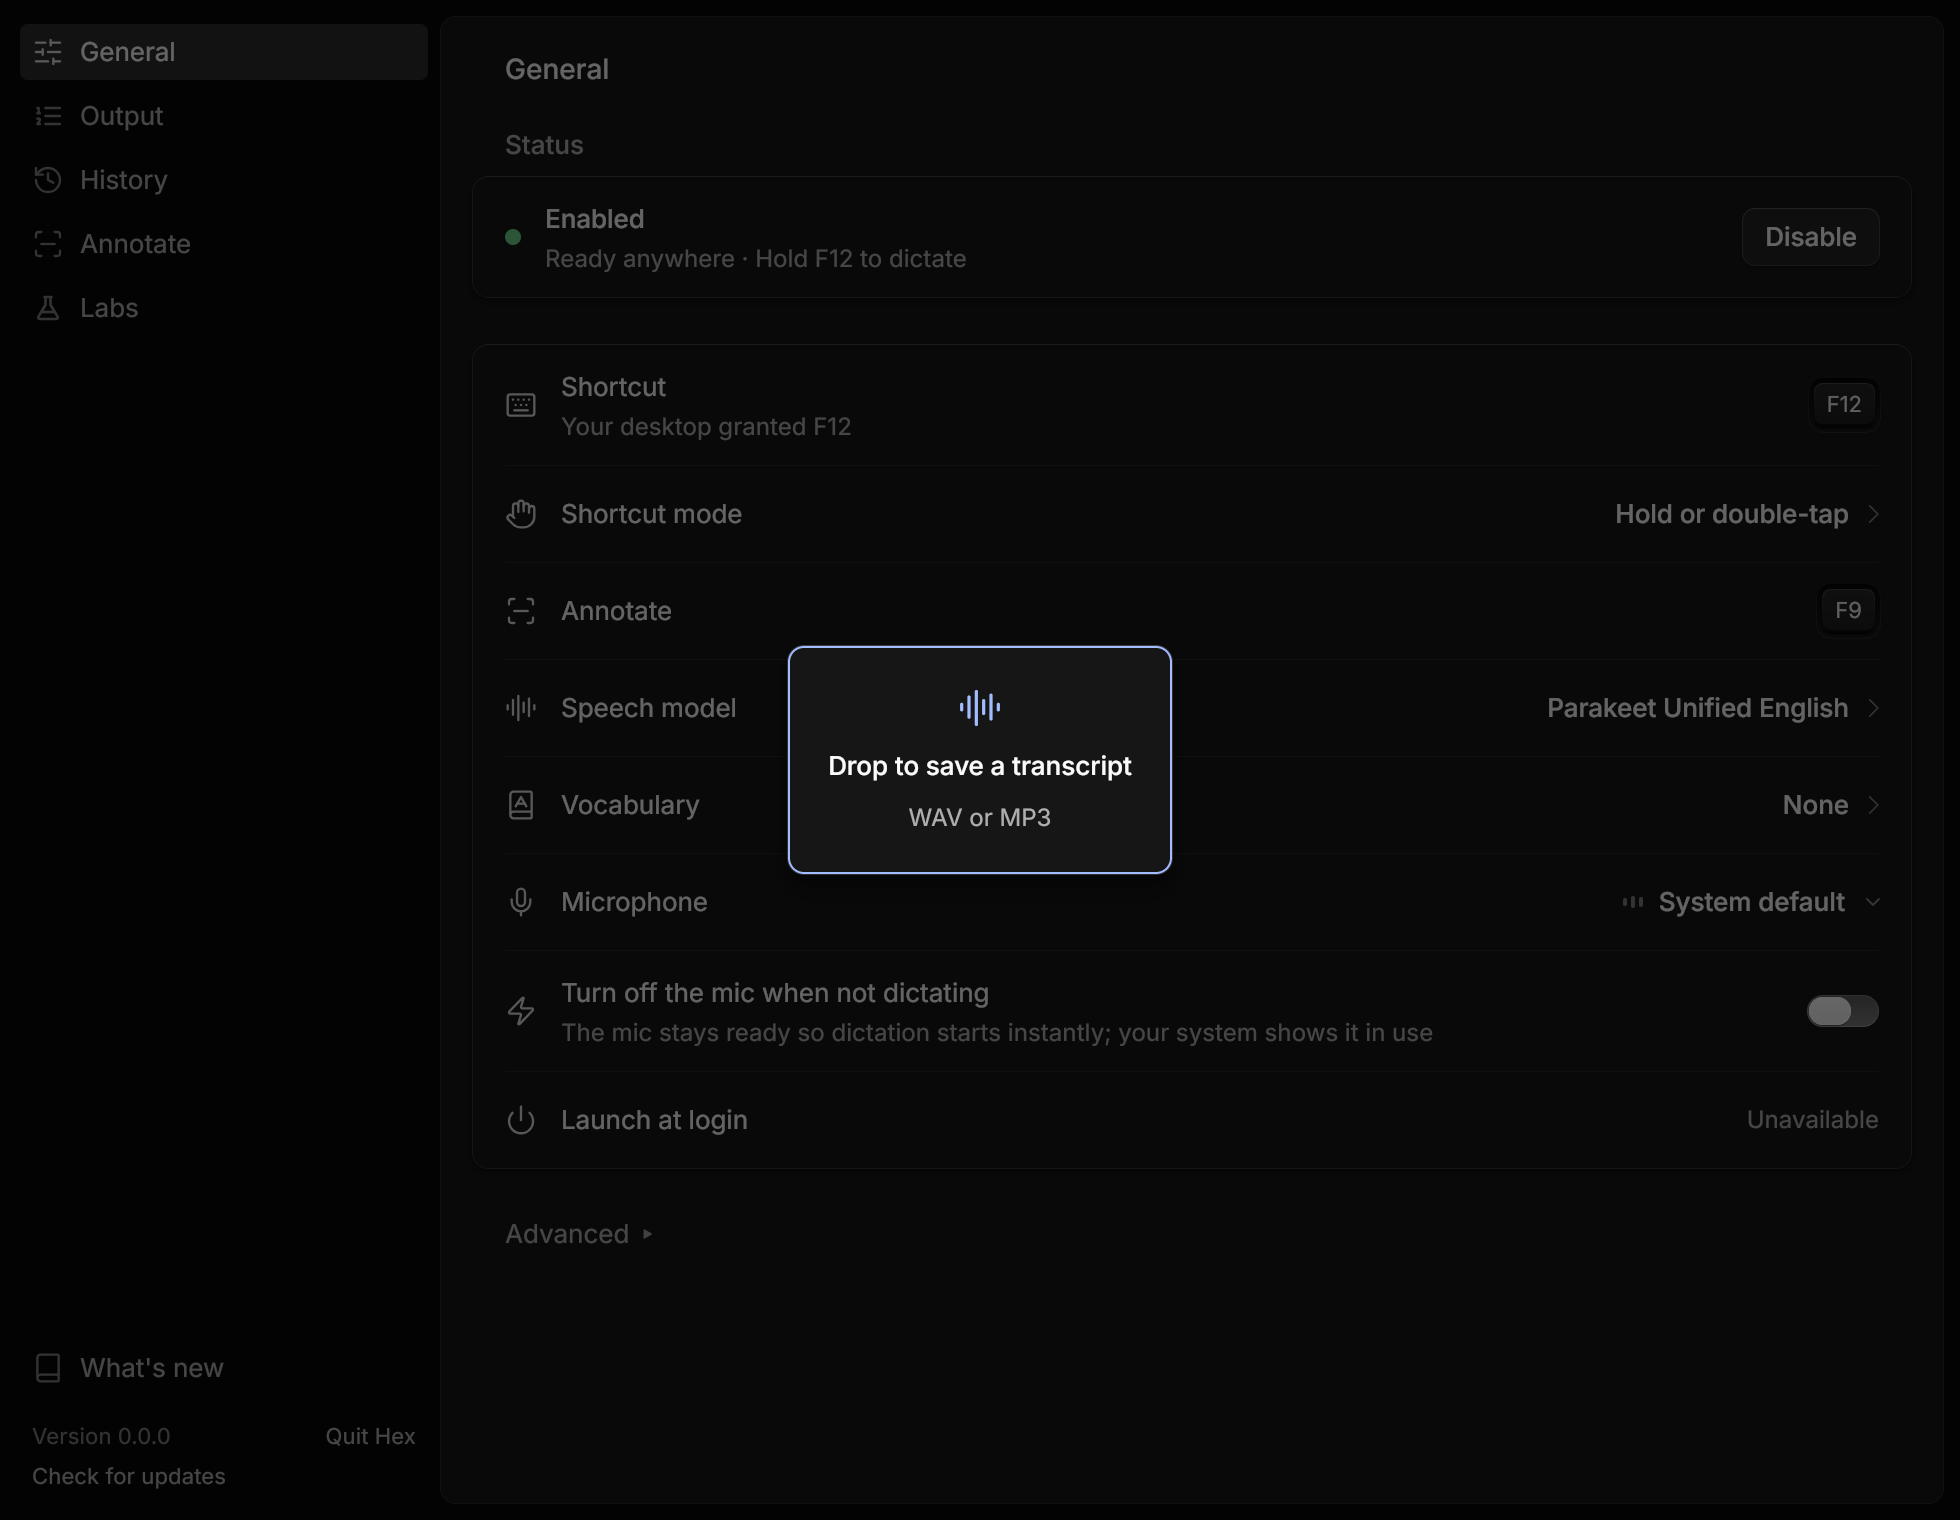 General
Output
History
Annotate
Labs
What's new
Version 0.0.0
Quit Hex
Check for updates
General
Status
Enabled
Ready anywhere · Hold F12 to dictate
Disable
Shortcut
Your desktop granted F12
F12
Shortcut mode
Hold or double-tap
Annotate
F9
Speech model
Parakeet Unified English
Drop to save a transcript
WAV or MP3
Vocabulary
None
Microphone
System default
Turn off the mic when not dictating
The mic stays ready so dictation starts instantly; your system shows it in use
Launch at login
Unavailable
Advanced